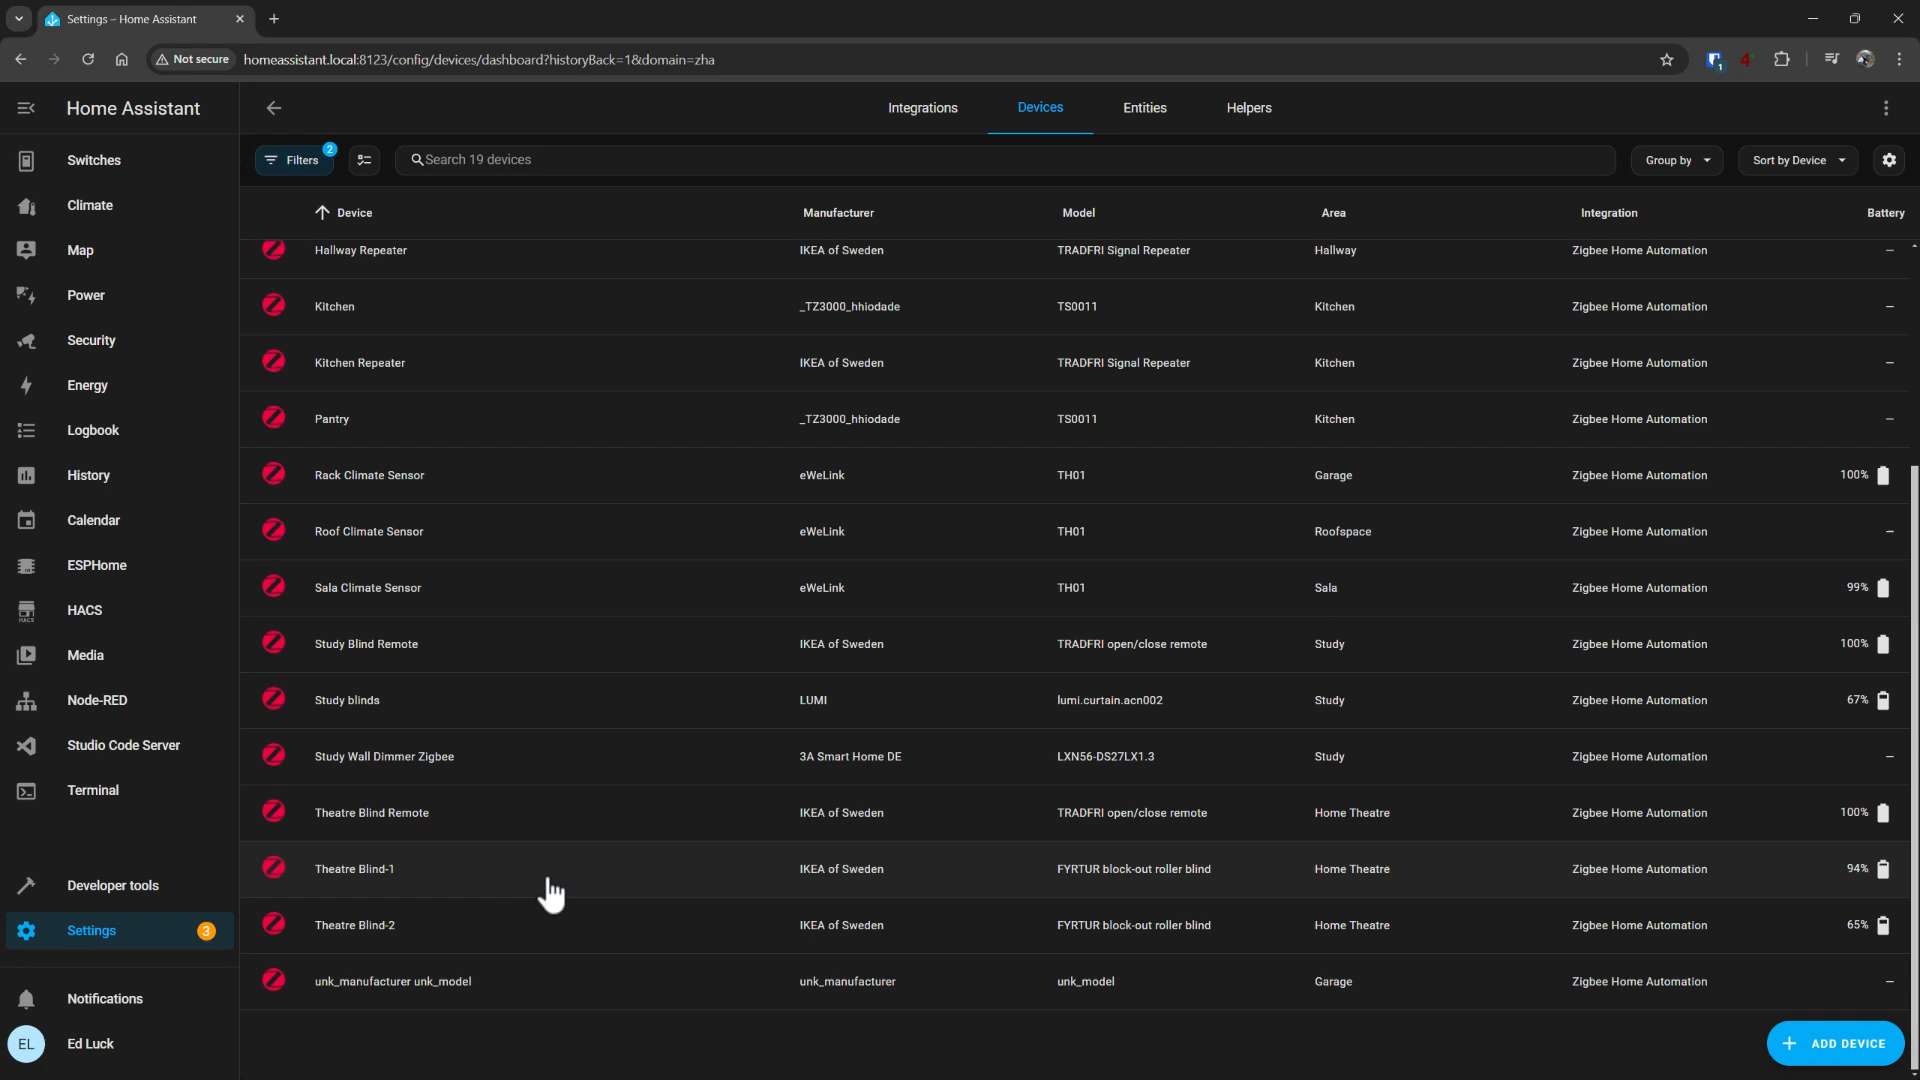 Settings – Home Assistant
Not secure
homeassistant.local:8123/config/devices/dashboard?historyBack=1&domain=zha
1
4
Home Assistant
Integrations
Devices
Entities
Helpers
Filters
2
Search 19 devices
Group by
Sort by Device
Device Manufacturer Model Area Integration Battery
Hallway Repeater IKEA of Sweden TRADFRI Signal Repeater Hallway Zigbee Home Automation –
Kitchen _TZ3000_hhiodade TS0011 Kitchen Zigbee Home Automation –
Kitchen Repeater IKEA of Sweden TRADFRI Signal Repeater Kitchen Zigbee Home Automation –
Pantry _TZ3000_hhiodade TS0011 Kitchen Zigbee Home Automation –
Rack Climate Sensor eWeLink TH01 Garage Zigbee Home Automation 100%
Roof Climate Sensor eWeLink TH01 Roofspace Zigbee Home Automation –
Sala Climate Sensor eWeLink TH01 Sala Zigbee Home Automation 99%
Study Blind Remote IKEA of Sweden TRADFRI open/close remote Study Zigbee Home Automation 100%
Study blinds LUMI lumi.curtain.acn002 Study Zigbee Home Automation 67%
Study Wall Dimmer Zigbee 3A Smart Home DE LXN56-DS27LX1.3 Study Zigbee Home Automation –
Theatre Blind Remote IKEA of Sweden TRADFRI open/close remote Home Theatre Zigbee Home Automation 100%
Theatre Blind-1 IKEA of Sweden FYRTUR block-out roller blind Home Theatre Zigbee Home Automation 94%
Theatre Blind-2 IKEA of Sweden FYRTUR block-out roller blind Home Theatre Zigbee Home Automation 65%
unk_manufacturer unk_model unk_manufacturer unk_model Garage Zigbee Home Automation –
ADD DEVICE
Switches
Climate
Map
Power
Security
Energy
Logbook
History
Calendar
ESPHome
HACS
HACS
Media
Node-RED
Studio Code Server
Terminal
Developer tools
Settings
3
Notifications
EL
Ed Luck